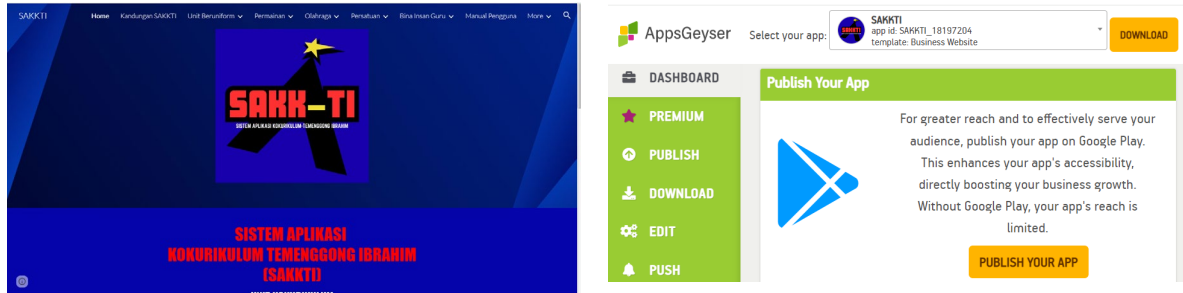 SAKKTI
Home Kandungan SAKKTI Unit Beruniform Permainan Olahraga Persatuan Bina Insan Guru Manual Pengguna More
SAKK-TI
SISTEM APLIKASI KOKURIKULUM-TEMENGGONG IBRAHIM
SISTEM APLIKASI
KOKURIKULUM TEMENGGONG IBRAHIM
(SAKKTI)
AppsGeyser
Select your app:
SAKKTI
app id: SAKKTI_18197204
template: Business Website
DOWNLOAD
DASHBOARD
PREMIUM
PUBLISH
DOWNLOAD
EDIT
PUSH
Publish Your App
For greater reach and to effectively serve your
audience, publish your app on Google Play.
This enhances your app's accessibility,
directly boosting your business growth.
Without Google Play, your app's reach is
limited.
PUBLISH YOUR APP